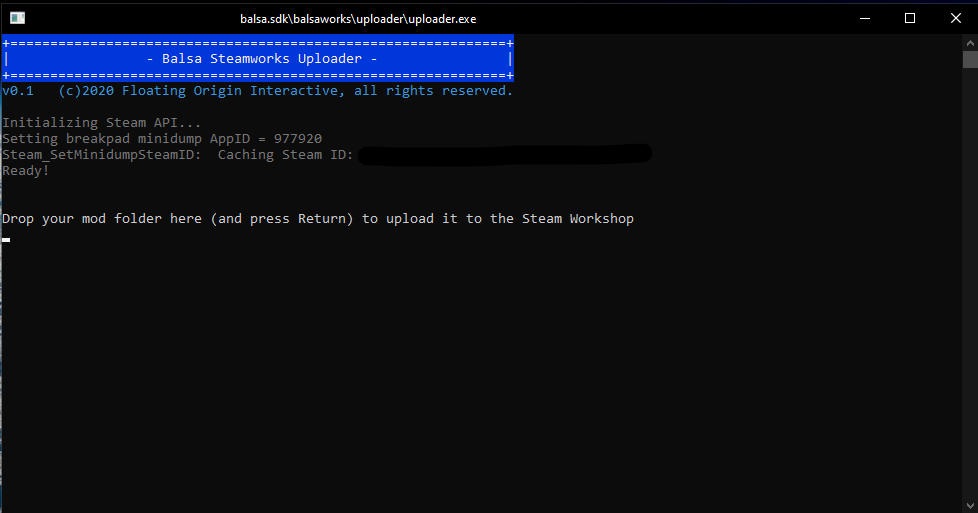 balsa.sdk\balsaworks\uploader\uploader.exe
+==============================================================+
| - Balsa Steamworks Uploader - |
+==============================================================+
v0.1 (c)2020 Floating Origin Interactive, all rights reserved.
Initializing Steam API...
Setting breakpad minidump AppID = 977920
Steam_SetMinidumpSteamID: Caching Steam ID:
Ready!
Drop your mod folder here (and press Return) to upload it to the Steam Workshop